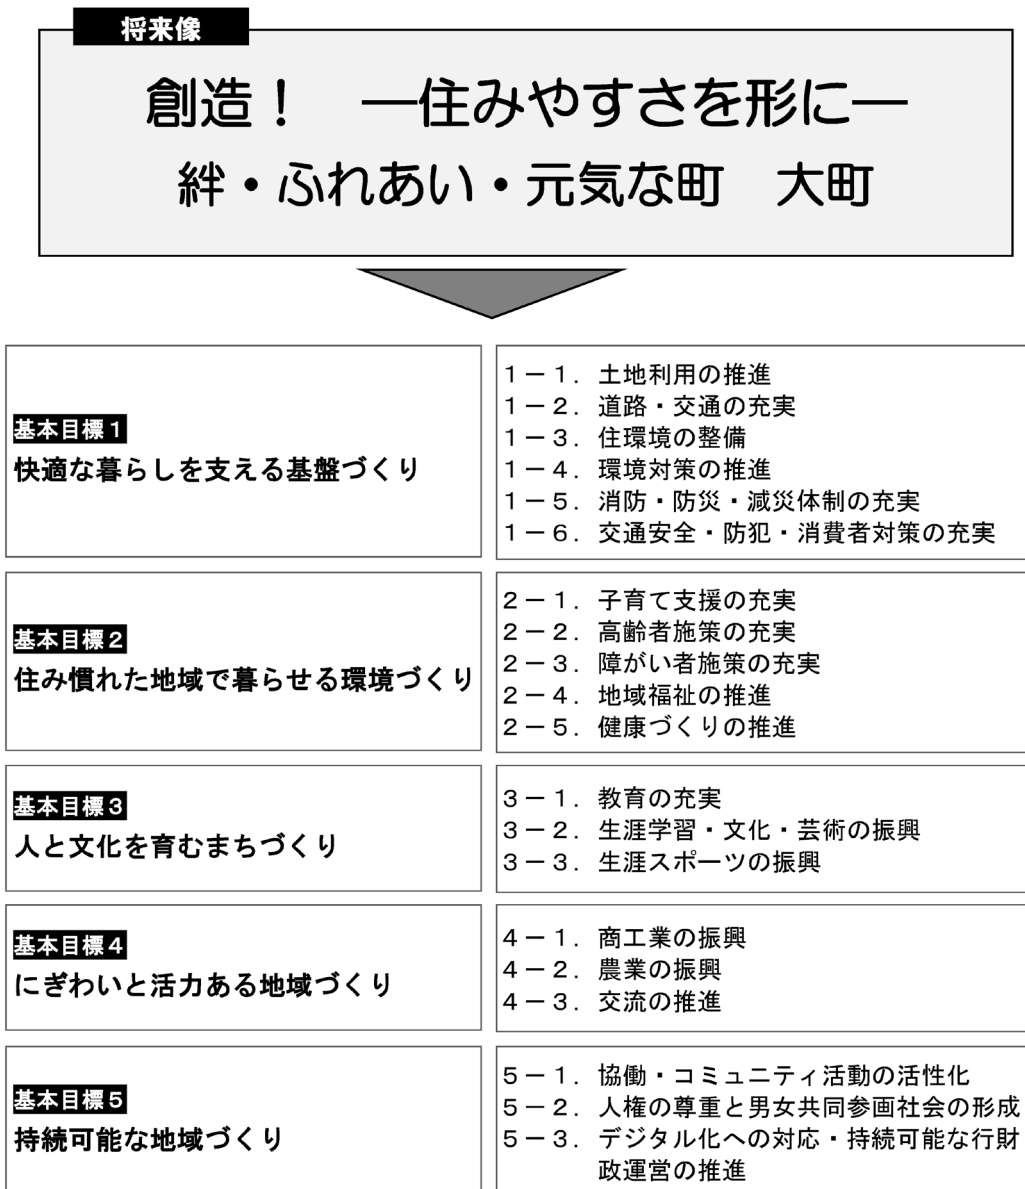 将来像
創造！　―住みやすさを形に―
絆・ふれあい・元気な町　大町
基本目標１
快適な暮らしを支える基盤づくり
１－１．土地利用の推進
１－２．道路・交通の充実
１－３．住環境の整備
１－４．環境対策の推進
１－５．消防・防災・減災体制の充実
１－６．交通安全・防犯・消費者対策の充実
基本目標２
住み慣れた地域で暮らせる環境づくり
２－１．子育て支援の充実
２－２．高齢者施策の充実
２－３．障がい者施策の充実
２－４．地域福祉の推進
２－５．健康づくりの推進
基本目標３
人と文化を育むまちづくり
３－１．教育の充実
３－２．生涯学習・文化・芸術の振興
３－３．生涯スポーツの振興
基本目標４
にぎわいと活力ある地域づくり
４－１．商工業の振興
４－２．農業の振興
４－３．交流の推進
基本目標５
持続可能な地域づくり
５－１．協働・コミュニティ活動の活性化
５－２．人権の尊重と男女共同参画社会の形成
５－３．デジタル化への対応・持続可能な行財
政運営の推進